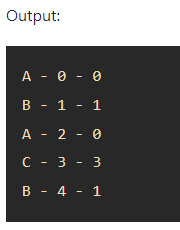 Output:
A - 0 - 0
B - 1 - 1
A - 2 - 0
C - 3 - 3
B - 4 - 1